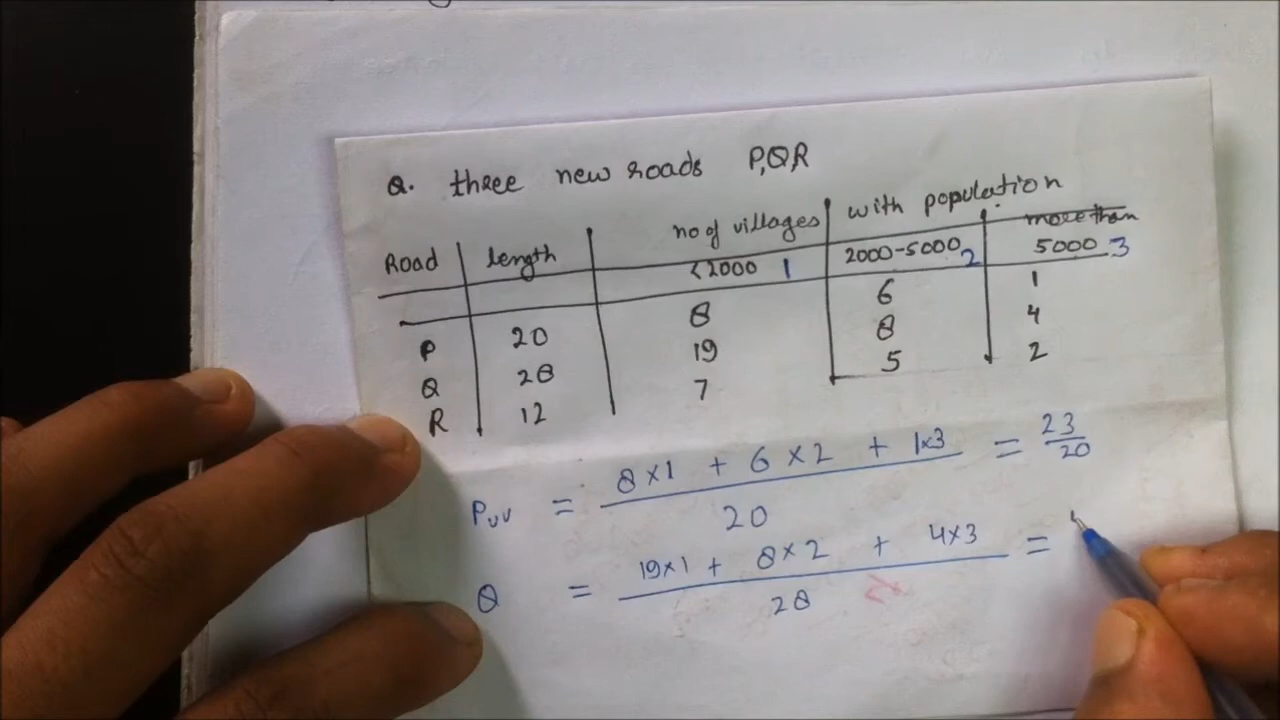 Q. three new roads P,Q,R
Road length no of villages with population
<2000 1 2000-5000 2 more than 5000 3
P 20 8 6 1
Q 28 19 8 4
R 12 7 5 2
PUU = 8×1 + 6×2 + 1×3 / 20 = 23/20
Q = 19×1 + 8×2 + 4×3 / 28 =